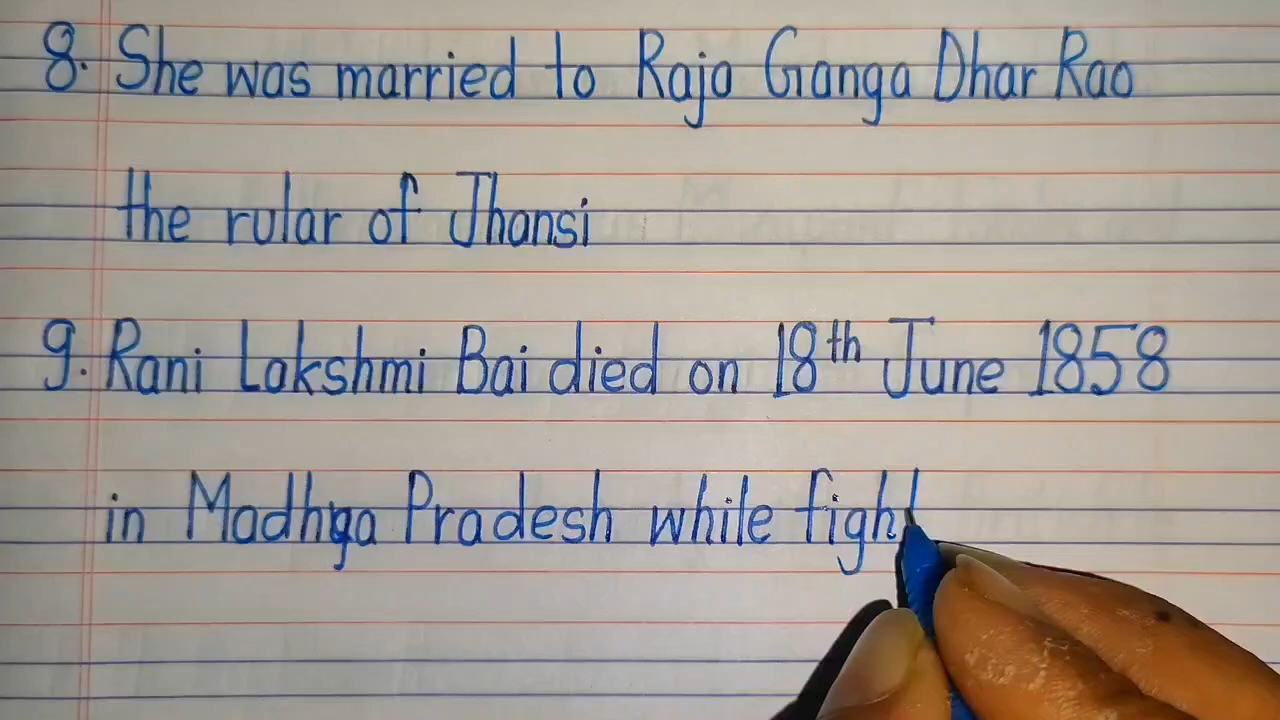 8. She was married to Raja Ganga Dhar Rao
the rular of Jhansi
9. Rani Lakshmi Bai died on 18th June 1858
in Madhya Pradesh while fight